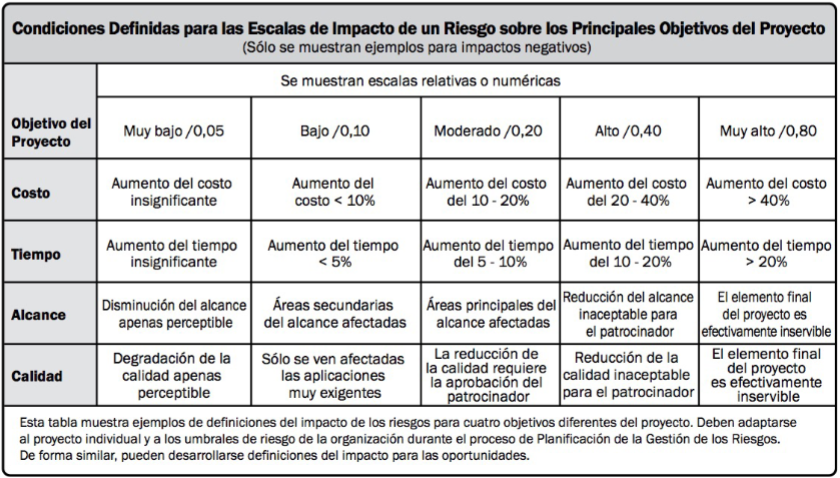 Condiciones Definidas para las Escalas de Impacto de un Riesgo sobre los Principales Objetivos del Proyecto
(Sólo se muestran ejemplos para impactos negativos)
Se muestran escalas relativas o numéricas
Objetivo del
Proyecto
Muy bajo /0,05
Bajo /0,10
Moderado /0,20
Alto /0,40
Muy alto /0,80
Costo
Aumento del costo
insignificante
Aumento del
costo < 10%
Aumento del costo
del 10 - 20%
Aumento del costo
del 20 - 40%
Aumento del costo
> 40%
Tiempo
Aumento del tiempo
insignificante
Aumento del tiempo
< 5%
Aumento del tiempo
del 5 - 10%
Aumento del tiempo
del 10 - 20%
Aumento del tiempo
> 20%
Alcance
Disminución del alcance
apenas perceptible
Áreas secundarias
del alcance afectadas
Áreas principales del
alcance afectadas
Reducción del alcance
inaceptable para
el patrocinador
El elemento final
del proyecto es
efectivamente inservible
Calidad
Degradación de la
calidad apenas
perceptible
Sólo se ven afectadas
las aplicaciones
muy exigentes
La reducción de
la calidad requiere
la aprobación del
patrocinador
Reducción de la
calidad inaceptable
para el patrocinador
El elemento final
del proyecto
es efectivamente
inservible
Esta tabla muestra ejemplos de definiciones del impacto de los riesgos para cuatro objetivos diferentes del proyecto. Deben adaptarse
al proyecto individual y a los umbrales de riesgo de la organización durante el proceso de Planificación de la Gestión de los Riesgos.
De forma similar, pueden desarrollarse definiciones del impacto para las oportunidades.